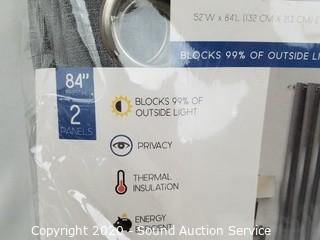 52"W x 84"L (132 CM X 213 CM)
BLOCKS 99% OF OUTSIDE
84"
2
PANELS
BLOCKS 99% OF
OUTSIDE LIGHT
PRIVACY
THERMAL
INSULATION
ENERGY
Copyright 2020 - Sound Auction Service